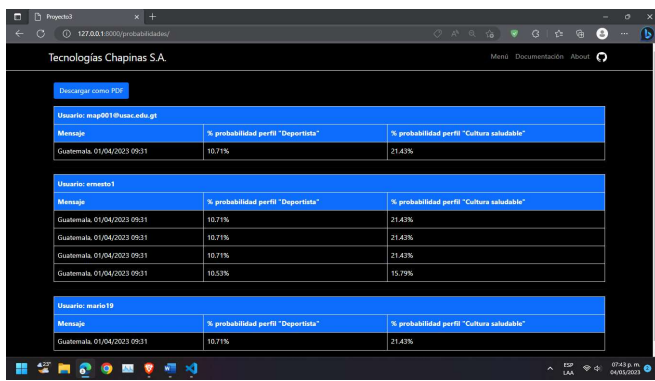 Proyecto3
127.0.0.1:8000/probabilidades/
Tecnologías Chapinas S.A.
Menú Documentación About
Descargar como PDF
Usuario: map001@usac.edu.gt
Mensaje % probabilidad perfil "Deportista" % probabilidad perfil "Cultura saludable"
Guatemala, 01/04/2023 09:31 10.71% 21.43%
Usuario: ernesto1
Mensaje % probabilidad perfil "Deportista" % probabilidad perfil "Cultura saludable"
Guatemala, 01/04/2023 09:31 10.71% 21.43%
Guatemala, 01/04/2023 09:31 10.71% 21.43%
Guatemala, 01/04/2023 09:31 10.71% 21.43%
Guatemala, 01/04/2023 09:31 10.53% 15.79%
Usuario: mario19
Mensaje % probabilidad perfil "Deportista" % probabilidad perfil "Cultura saludable"
Guatemala, 01/04/2023 09:31 10.71% 21.43%
23° ESP 07:43 p. m.
LAA 04/05/2023